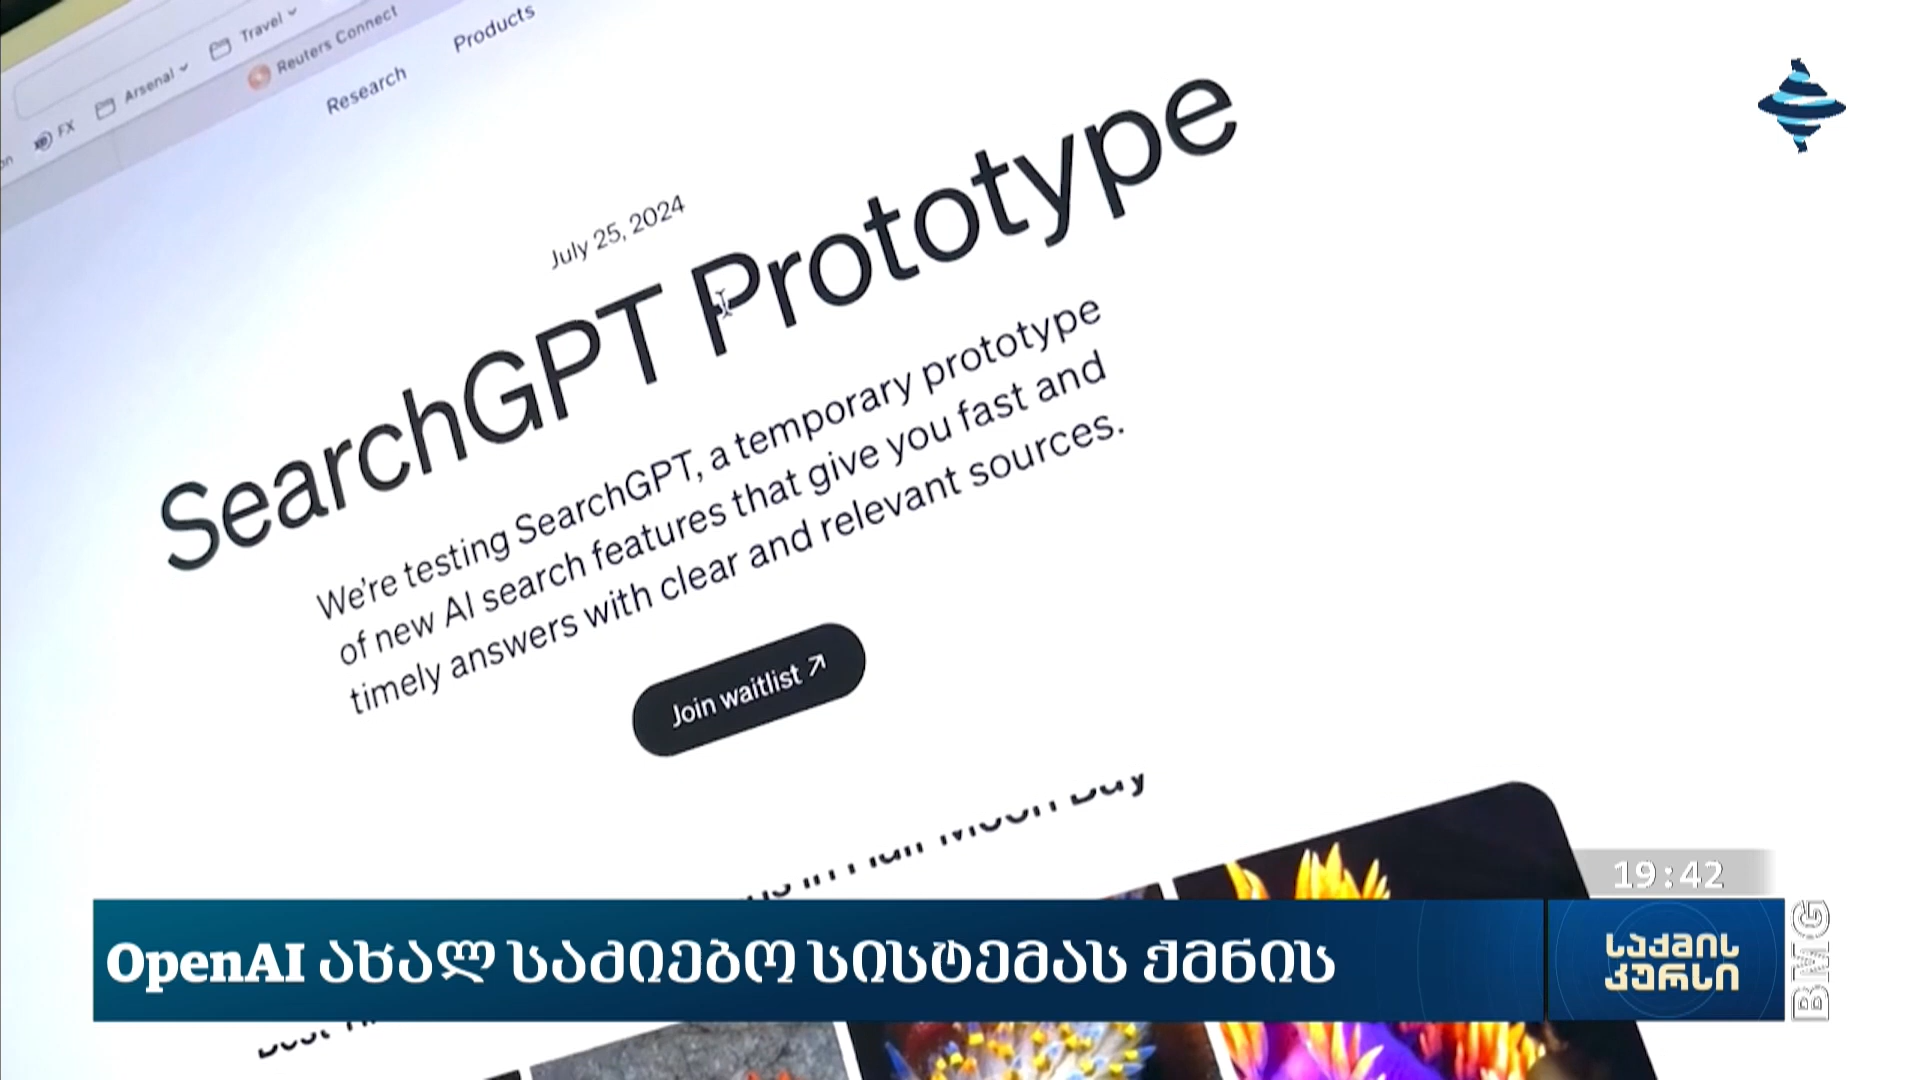 Travel
Arsenal
FX
Reuters Connect
Products
Research
July 25, 2024
SearchGPT Prototype
We're testing SearchGPT, a temporary prototype
of new AI search features that give you fast and
timely answers with clear and relevant sources.
Join waitlist ↗
19:42
OpenAI ახალ საძიებო სისტემას ქმნის
საქმის
კურსი
BMG